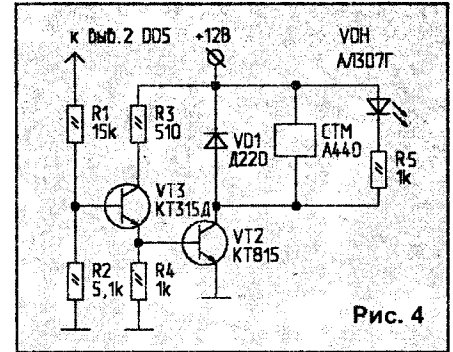 к выв.2 DD5
+12В
VDH
АЛ307Г
R1
15k
R3
510
VD1
Д220
СТМ
А440
R5
1k
VT3
КТ315Д
VT2
КТ815
R2
5,1k
R4
1k
Рис. 4